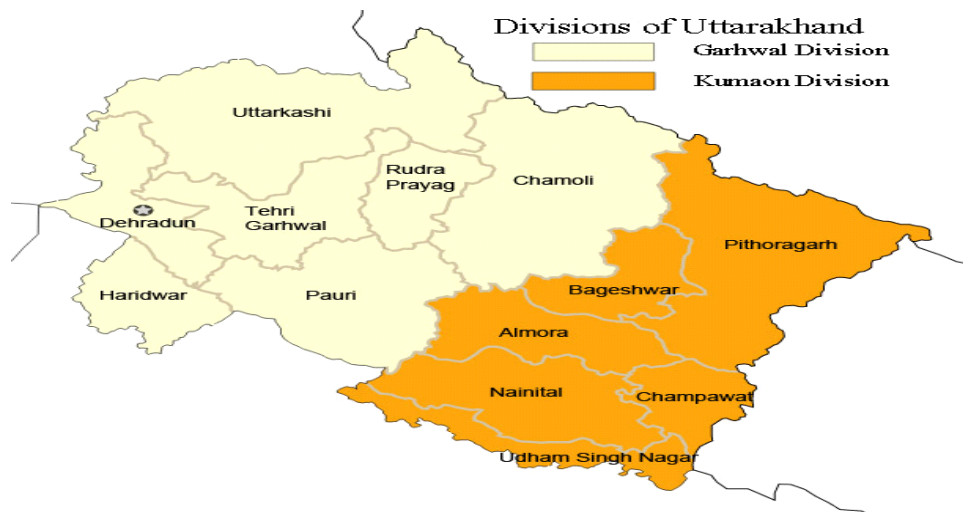 Divisions of Uttarakhand
Garhwal Division
Kumaon Division
Uttarkashi
Rudra
Prayag
Chamoli
Dehradun
Tehri
Garhwal
Pithoragarh
Haridwar
Pauri
Bageshwar
Almora
Nainital
Champawat
Udham Singh Nagar